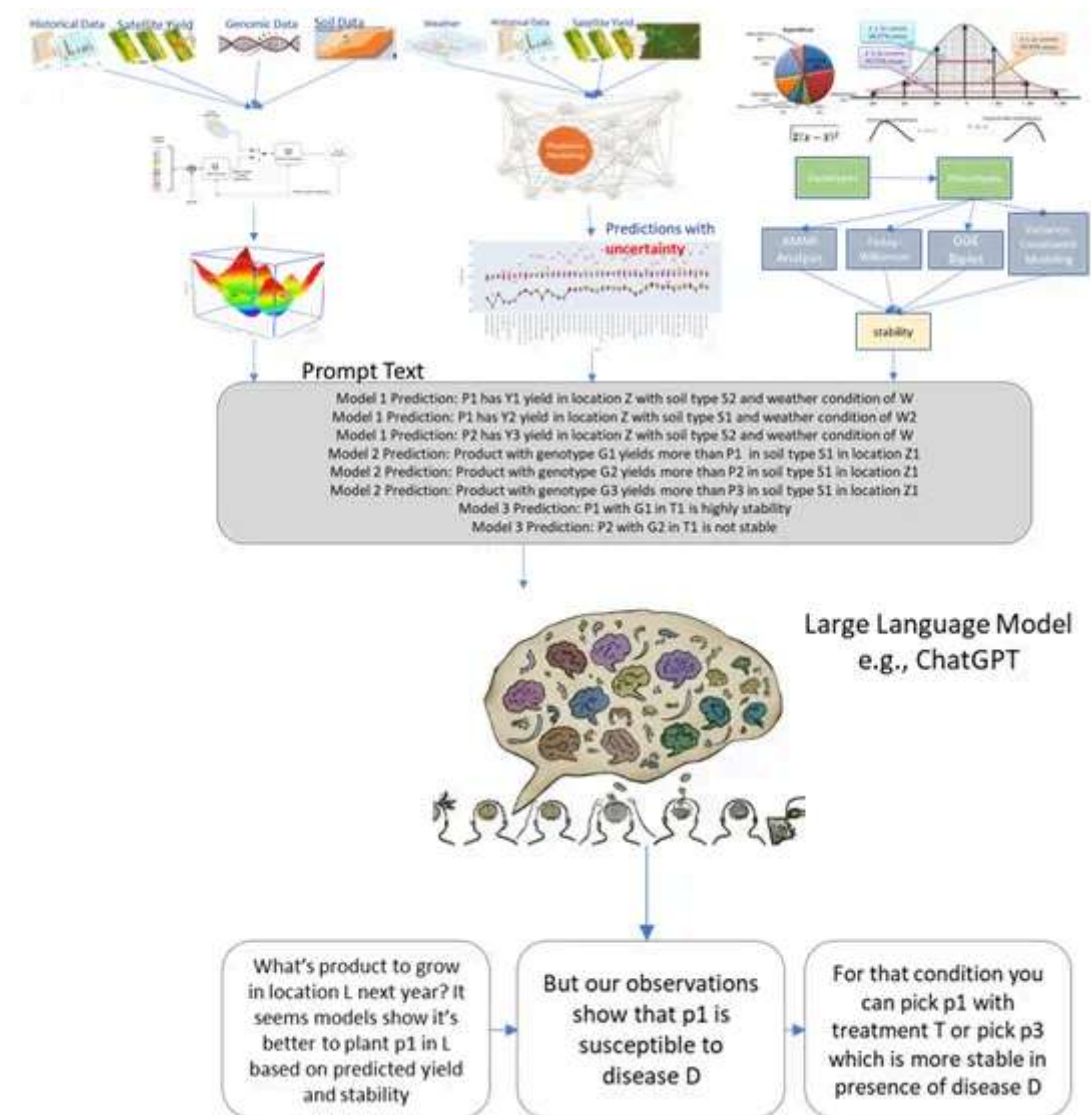 Historical Data Satellite Yield Genomic Data Soil Data Weather Historical Data Satellite Yield
Predictions with
uncertainty
AMMI
Analysis
GGE
Biplot
stability
Prompt Text
Model 1 Prediction: P1 has Y1 yield in location Z with soil type S2 and weather condition of W
Model 1 Prediction: P1 has Y2 yield in location Z with soil type S1 and weather condition of W2
Model 1 Prediction: P2 has Y3 yield in location Z with soil type S2 and weather condition of W
Model 2 Prediction: Product with genotype G1 yields more than P1 in soil type S1 in location Z1
Model 2 Prediction: Product with genotype G2 yields more than P2 in soil type S1 in location Z1
Model 2 Prediction: Product with genotype G3 yields more than P3 in soil type S1 in location Z1
Model 3 Prediction: P1 with G1 in T1 is highly stability
Model 3 Prediction: P2 with G2 in T1 is not stable
Large Language Model
e.g., ChatGPT
What's product to grow
in location L next year? It
seems models show it's
better to plant p1 in L
based on predicted yield
and stability
But our observations
show that p1 is
susceptible to
disease D
For that condition you
can pick p1 with
treatment T or pick p3
which is more stable in
presence of disease D